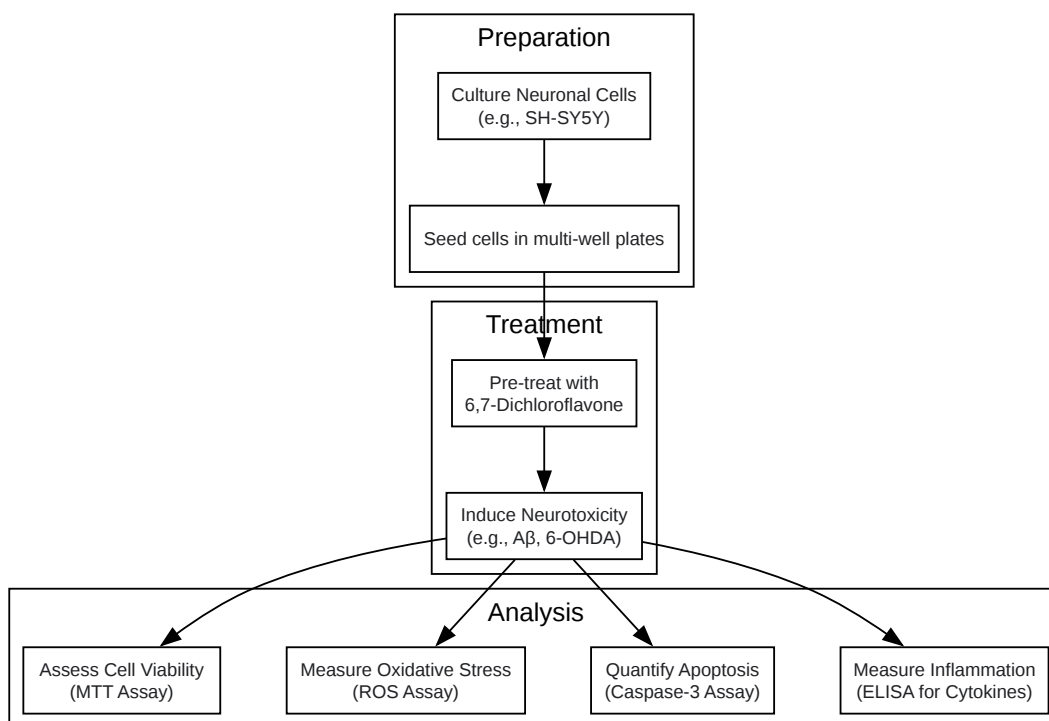 Preparation
Culture Neuronal Cells
(e.g., SH-SY5Y)
Seed cells in multi-well plates
Treatment
Pre-treat with
6,7-Dichloroflavone
Induce Neurotoxicity
(e.g., Aβ, 6-OHDA)
Analysis
Assess Cell Viability
(MTT Assay)
Measure Oxidative Stress
(ROS Assay)
Quantify Apoptosis
(Caspase-3 Assay)
Measure Inflammation
(ELISA for Cytokines)